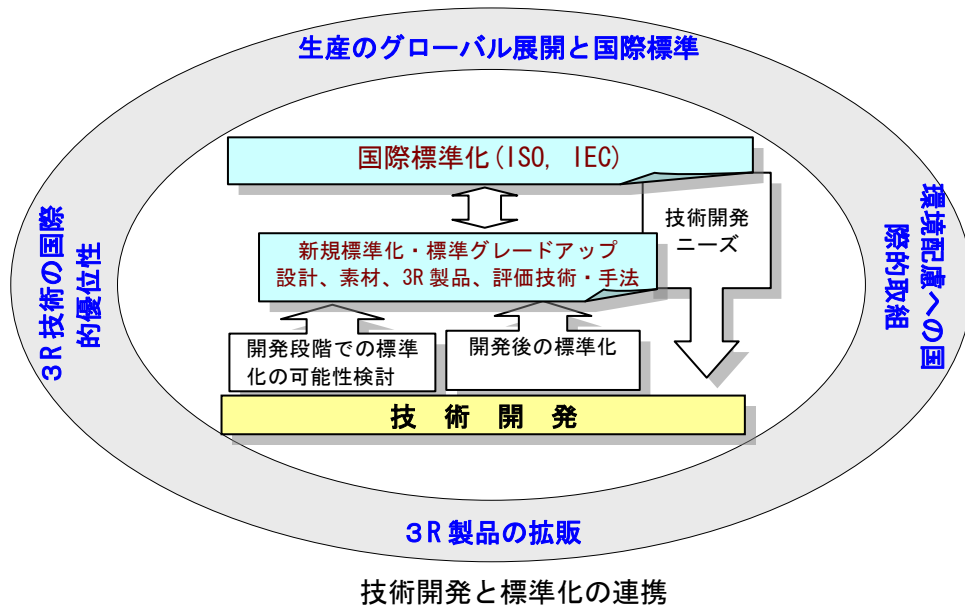 生産のグローバル展開と国際標準
国際標準化(ISO, IEC)
技術開発
ニーズ
新規標準化・標準グレードアップ
設計、素材、3R製品、評価技術・手法
開発段階での標準
化の可能性検討
開発後の標準化
技 術 開 発
3R技術の国際
的優位性
環境配慮への国
際的取組
3R製品の拡販
技術開発と標準化の連携